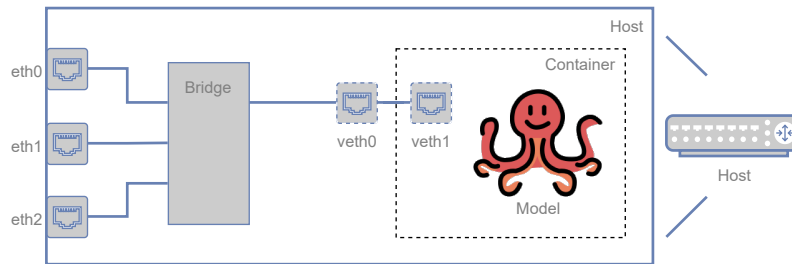 Host
Container
eth0
Bridge
veth0
veth1
eth1
Host
Model
eth2